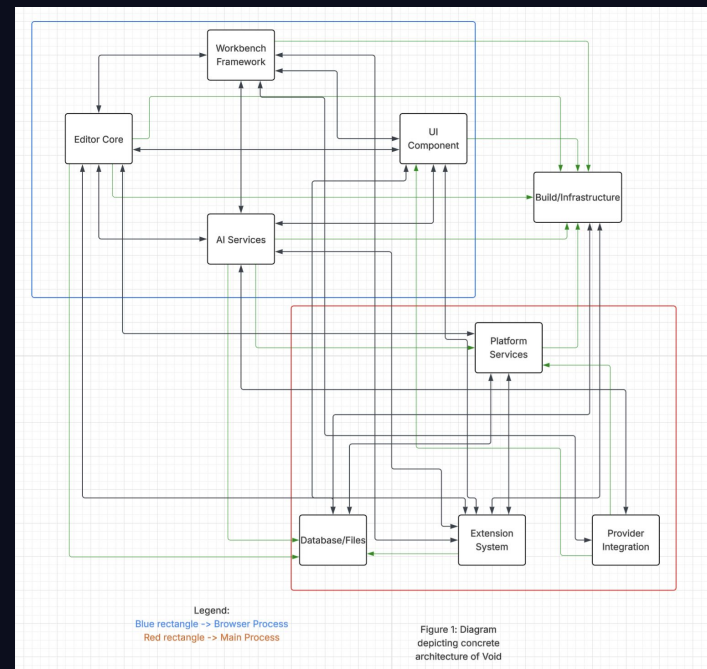 Workbench
Framework
Editor Core
UI
Component
Build/Infrastructure
AI Services
Platform
Services
Database/Files
Extension
System
Provider
Integration
Legend:
Blue rectangle -> Browser Process
Red rectangle -> Main Process
Figure 1: Diagram
depicting concrete
architecture of Void